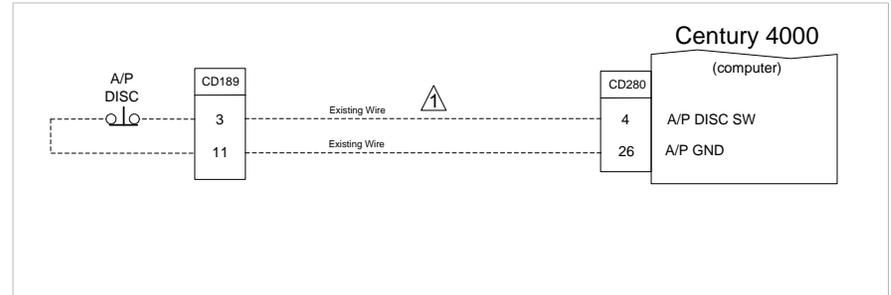 Century 4000
(computer)
A/P
DISC
CD189
CD280
Existing Wire
1
3
4
A/P DISC SW
Existing Wire
11
26
A/P GND